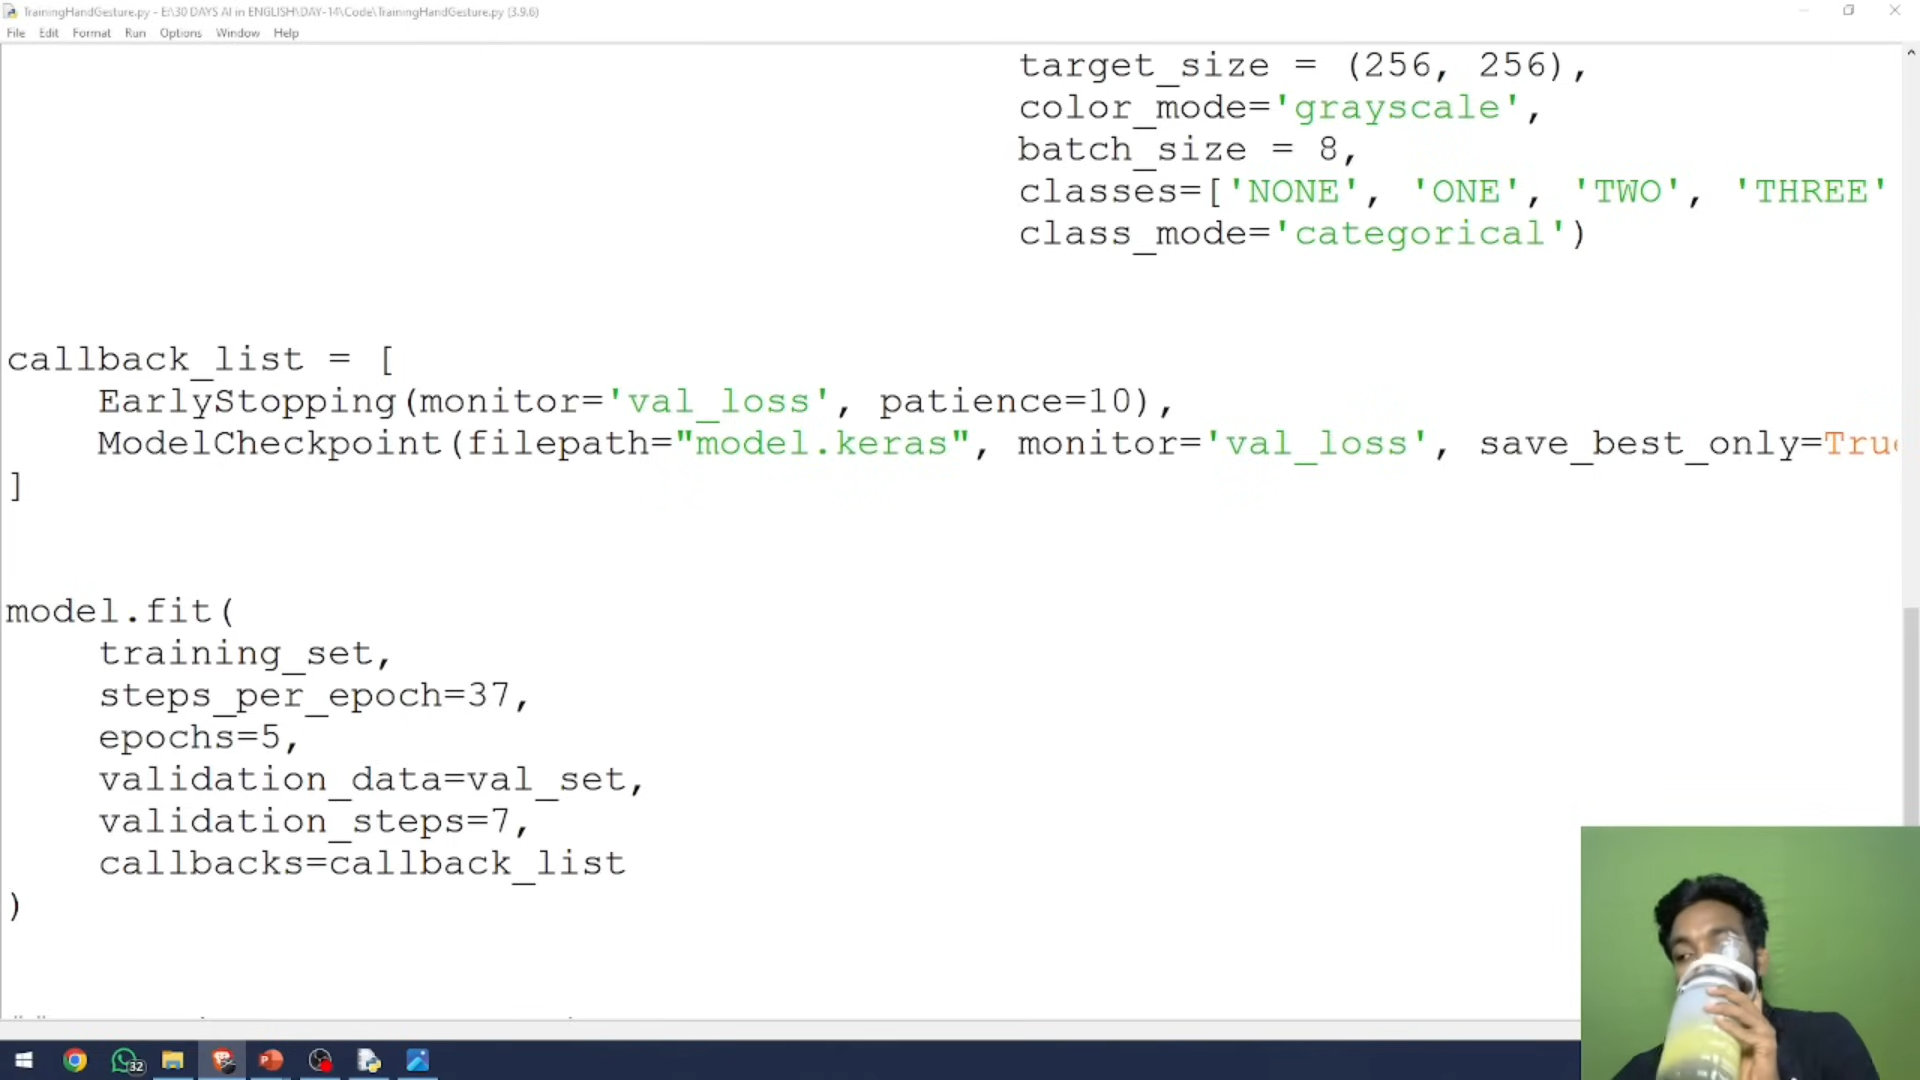 TrainingHandGesture.py - E:\30 DAYS AI in ENGLISH\DAY-14\Code\TrainingHandGesture.py (3.9.6)
File Edit Format Run Options Window Help
target_size = (256, 256),
color_mode='grayscale',
batch_size = 8,
classes=['NONE', 'ONE', 'TWO', 'THREE'
class_mode='categorical')
callback_list = [
EarlyStopping(monitor='val_loss', patience=10),
ModelCheckpoint(filepath="model.keras", monitor='val_loss', save_best_only=Tru
]
model.fit(
training_set,
steps_per_epoch=37,
epochs=5,
validation_data=val_set,
validation_steps=7,
callbacks=callback_list
)
32